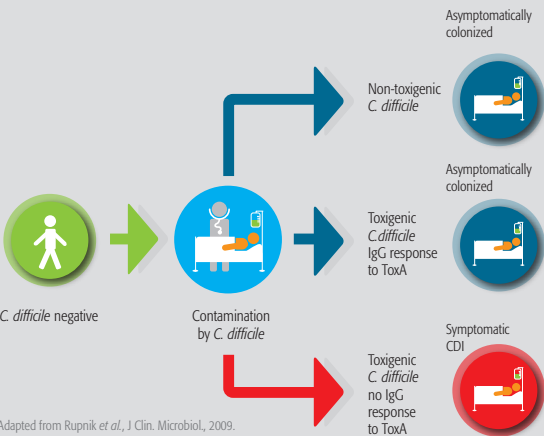 Asymptomatically
colonized
Non-toxigenic
C. difficile
Asymptomatically
colonized
Toxigenic
C.difficile
IgG response
to ToxA
C. difficile negative
Contamination
by C. difficile
Symptomatic
CDI
Toxigenic
C. difficile
no IgG
response
to ToxA
Adapted from Rupnik et al., J Clin. Microbiol., 2009.